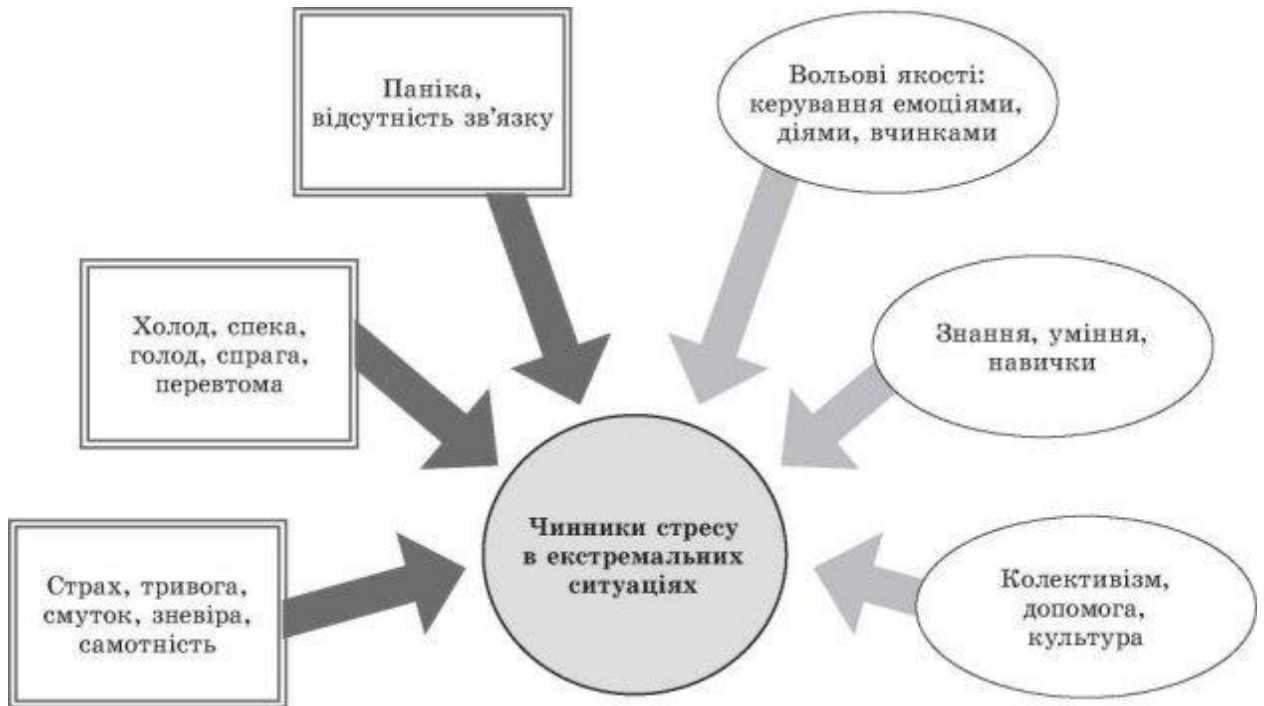 Паніка,
відсутність зв’язку
Вольові якості:
керування емоціями,
діями, вчинками
Холод, спека,
голод, спрага,
перевтома
Знання, уміння,
навички
Страх, тривога,
смуток, зневіра,
самотність
Чинники стресу
в екстремальних
ситуаціях
Колективізм,
допомога,
культура